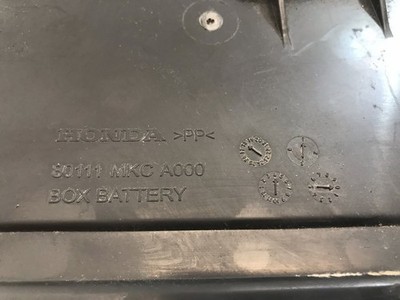 HONDA >PP<
80111 MKC A000
BOX BATTERY